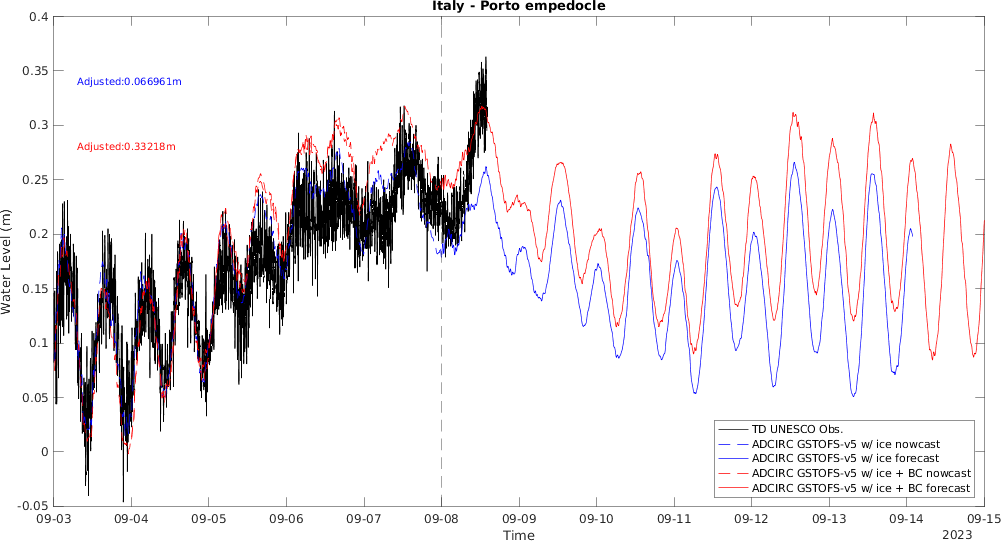 Italy - Porto empedocle
0.4
0.35
0.3
0.25
0.2
0.15
0.1
0.05
0
-0.05
Water Level (m)
Adjusted:0.066961m
Adjusted:0.33218m
TD UNESCO Obs.
ADCIRC GSTOFS-v5 w/ ice nowcast
ADCIRC GSTOFS-v5 w/ ice forecast
ADCIRC GSTOFS-v5 w/ ice + BC nowcast
ADCIRC GSTOFS-v5 w/ ice + BC forecast
09-03 09-04 09-05 09-06 09-07 09-08 09-09 09-10 09-11 09-12 09-13 09-14 09-15
Time
2023